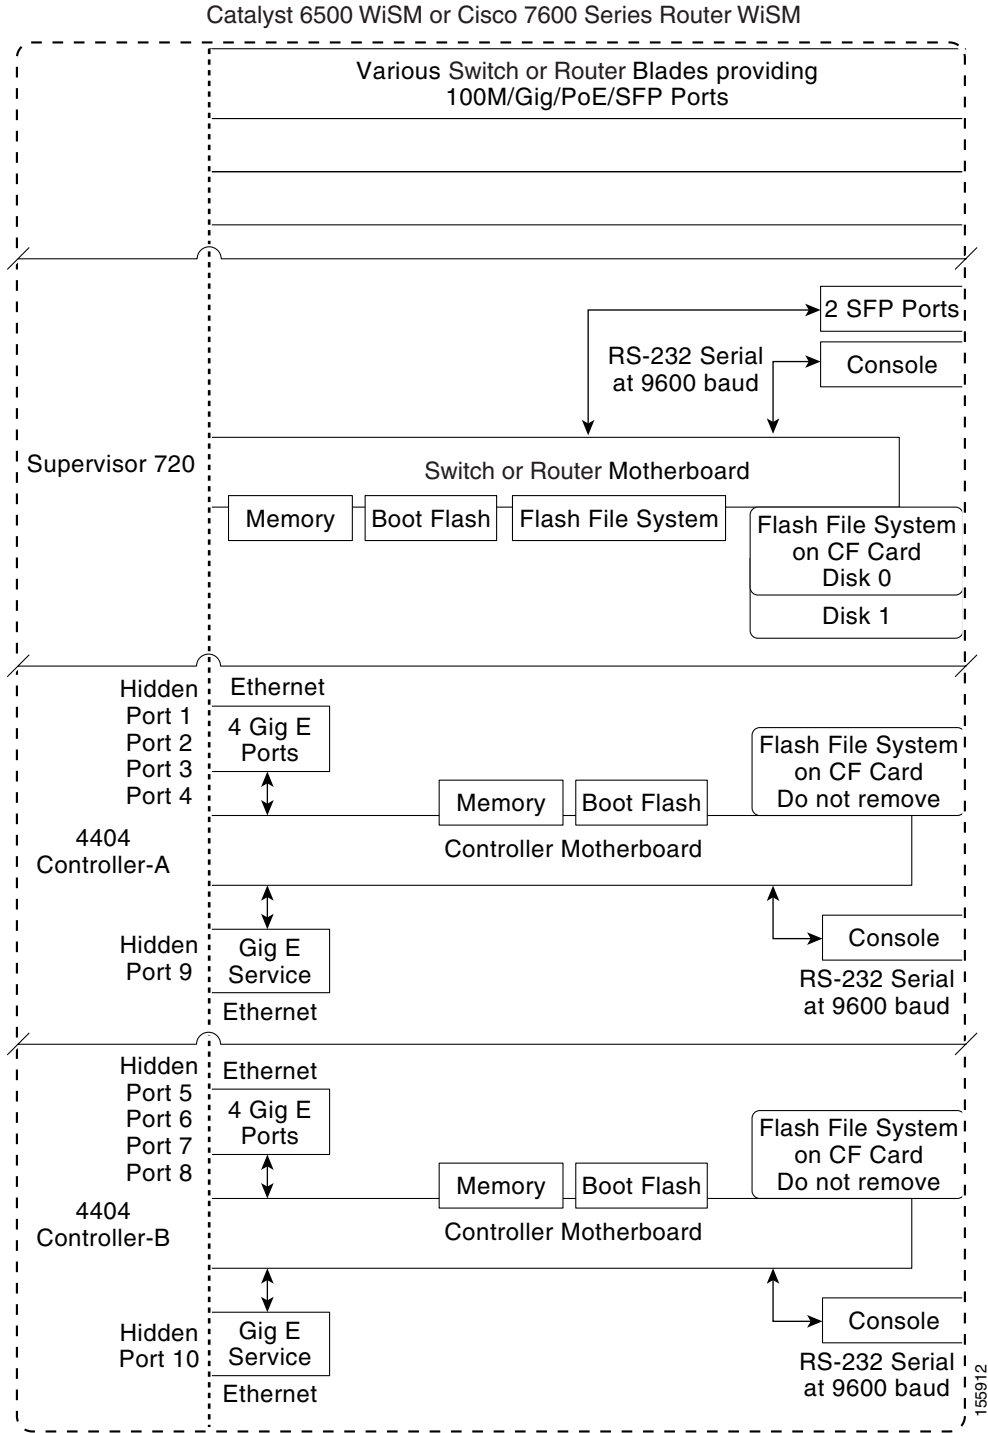 Catalyst 6500 WiSM or Cisco 7600 Series Router WiSM
Various Switch or Router Blades providing
100M/Gig/PoE/SFP Ports
2 SFP Ports
RS-232 Serial
at 9600 baud
Console
Supervisor 720
Switch or Router Motherboard
Memory
Boot Flash
Flash File System
Flash File System
on CF Card
Disk 0
Disk 1
Hidden
Port 1
Port 2
Port 3
Port 4
Ethernet
4 Gig E
Ports
Flash File System
on CF Card
Do not remove
Memory
Boot Flash
4404
Controller-A
Controller Motherboard
Hidden
Port 9
Gig E
Service
Ethernet
Console
RS-232 Serial
at 9600 baud
Hidden
Port 5
Port 6
Port 7
Port 8
Ethernet
4 Gig E
Ports
Flash File System
on CF Card
Do not remove
Memory
Boot Flash
4404
Controller-B
Controller Motherboard
Hidden
Port 10
Gig E
Service
Ethernet
Console
RS-232 Serial
at 9600 baud
155912